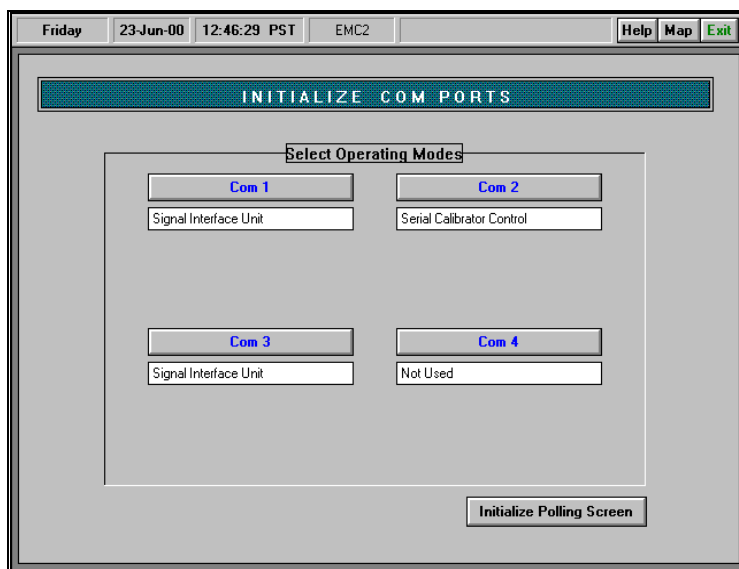 Friday 23-Jun-00 12:46:29 PST EMC2 Help Map Exit
INITIALIZE COM PORTS
Select Operating Modes
Com 1 Com 2
Signal Interface Unit Serial Calibrator Control
Com 3 Com 4
Signal Interface Unit Not Used
Initialize Polling Screen